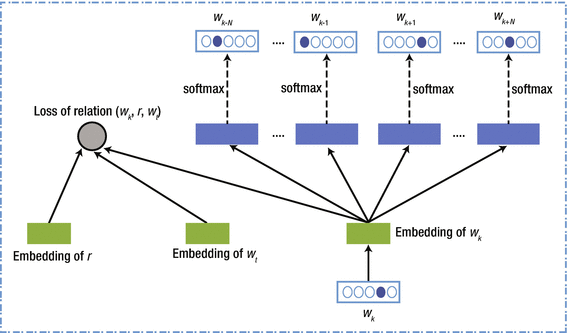 w_{k-N} w_{k-1} w_{k+1} w_{k+N}
.... ....
softmax softmax softmax softmax
Loss of relation (w_k, r, w_t)
.... ....
Embedding of r Embedding of w_t Embedding of w_k
w_k